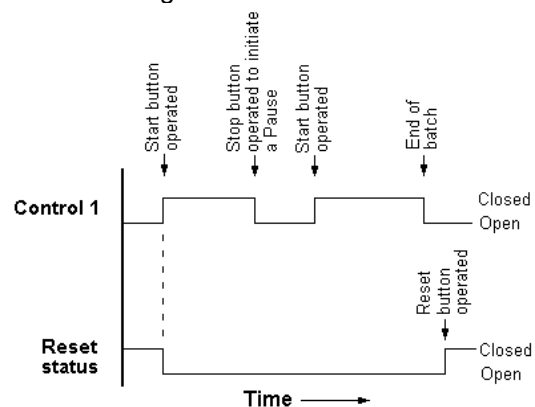 Start button
operated
Stop button
operated to initiate
a Pause
Start button
operated
End of
batch
Control 1
Closed
Open
Reset
button
operated
Reset
status
Closed
Open
Time